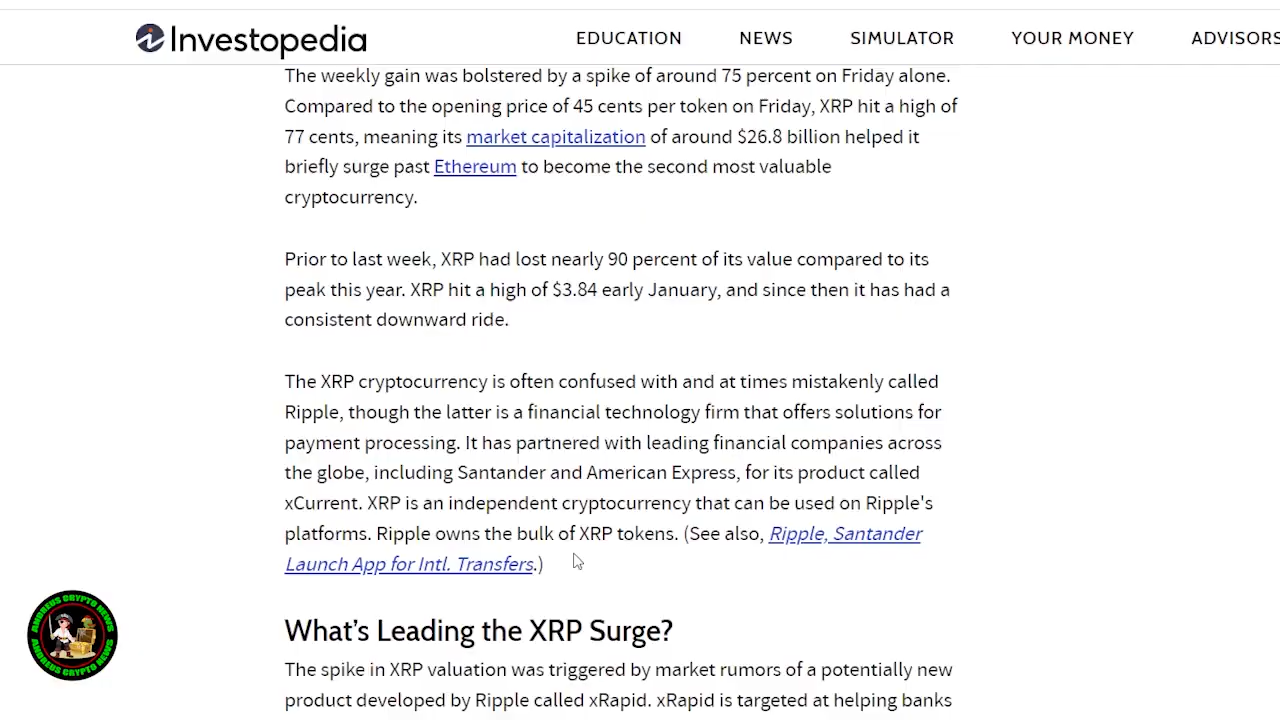 Investopedia
EDUCATION NEWS SIMULATOR YOUR MONEY ADVISORS
The weekly gain was bolstered by a spike of around 75 percent on Friday alone.
Compared to the opening price of 45 cents per token on Friday, XRP hit a high of
77 cents, meaning its market capitalization of around $26.8 billion helped it
briefly surge past Ethereum to become the second most valuable
cryptocurrency.
Prior to last week, XRP had lost nearly 90 percent of its value compared to its
peak this year. XRP hit a high of $3.84 early January, and since then it has had a
consistent downward ride.
The XRP cryptocurrency is often confused with and at times mistakenly called
Ripple, though the latter is a financial technology firm that offers solutions for
payment processing. It has partnered with leading financial companies across
the globe, including Santander and American Express, for its product called
xCurrent. XRP is an independent cryptocurrency that can be used on Ripple's
platforms. Ripple owns the bulk of XRP tokens. (See also, Ripple, Santander
Launch App for Intl. Transfers.)
What's Leading the XRP Surge?
The spike in XRP valuation was triggered by market rumors of a potentially new
product developed by Ripple called xRapid. xRapid is targeted at helping banks
ANDREUS CRYPTO NEWS
ANDREUS CRYPTO NEWS